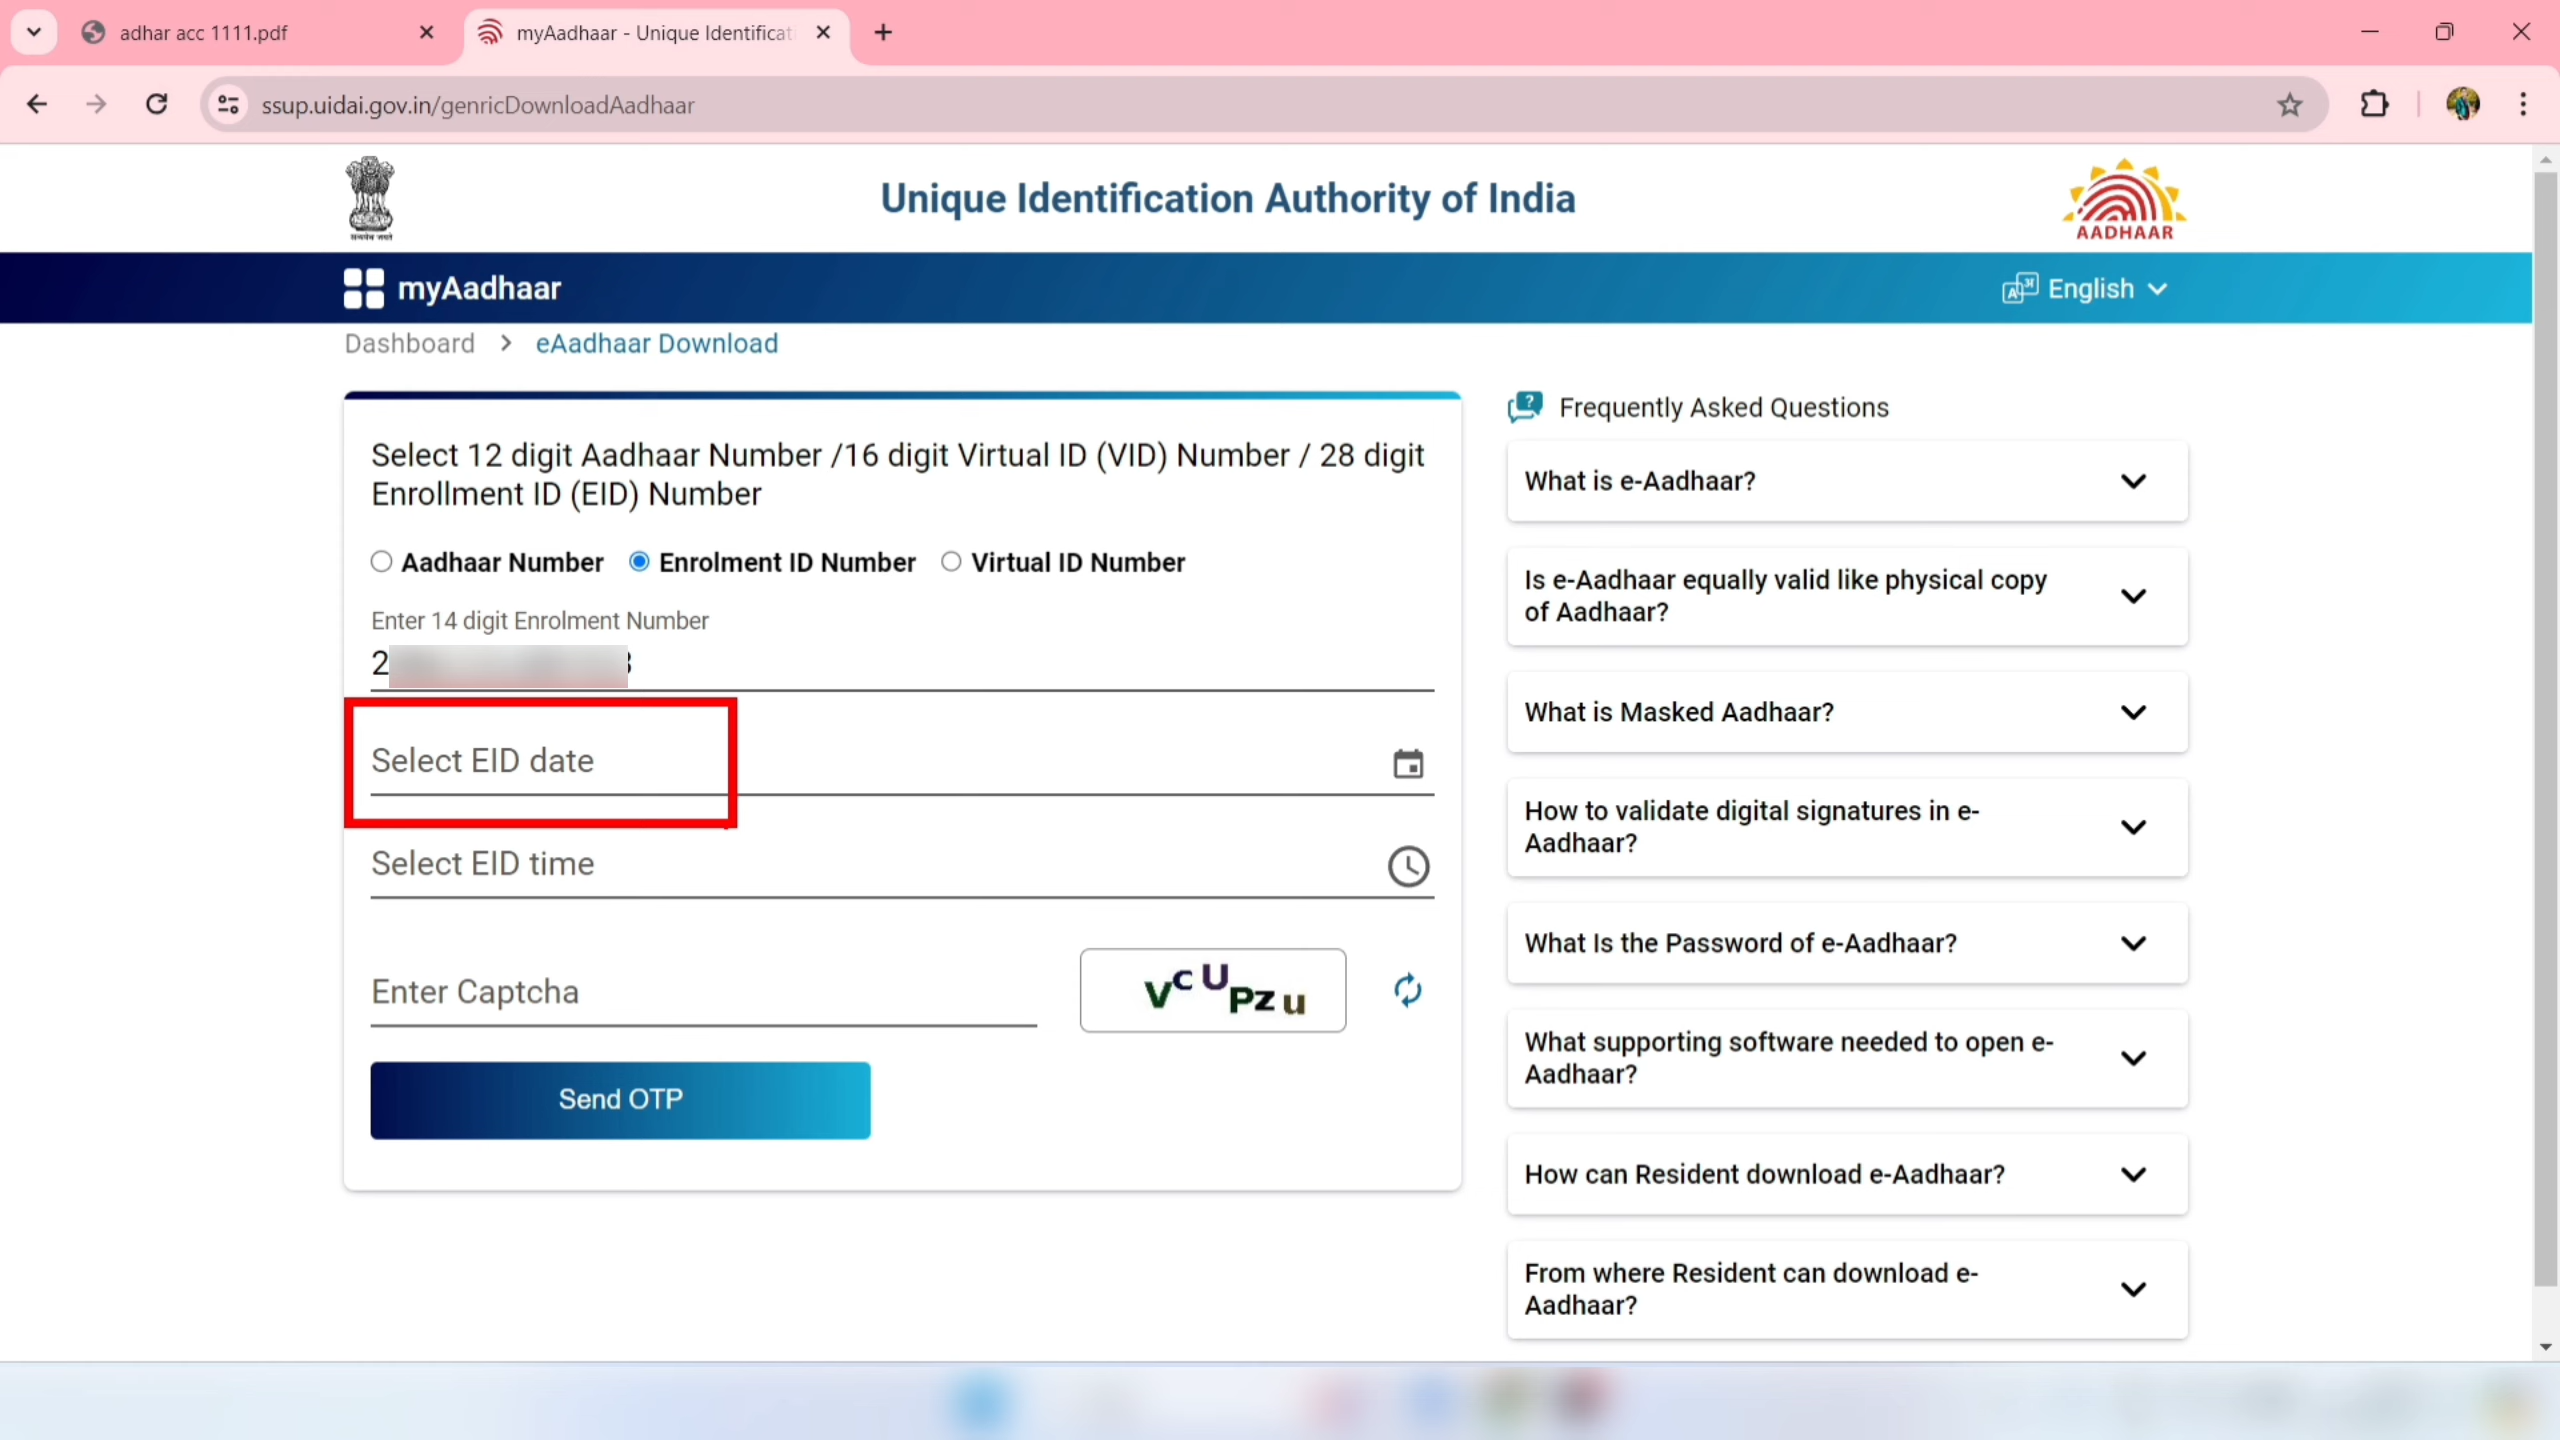 adhar acc 1111.pdf
myAadhaar - Unique Identificat
ssup.uidai.gov.in/genricDownloadAadhaar
सत्यमेव जयते
Unique Identification Authority of India
AADHAAR
myAadhaar
English
Dashboard > eAadhaar Download
Select 12 digit Aadhaar Number /16 digit Virtual ID (VID) Number / 28 digit
Enrollment ID (EID) Number
Aadhaar Number Enrolment ID Number Virtual ID Number
Enter 14 digit Enrolment Number
2
Select EID date
Select EID time
Enter Captcha
VcUPzu
Send OTP
Frequently Asked Questions
What is e-Aadhaar?
Is e-Aadhaar equally valid like physical copy
of Aadhaar?
What is Masked Aadhaar?
How to validate digital signatures in e-
Aadhaar?
What Is the Password of e-Aadhaar?
What supporting software needed to open e-
Aadhaar?
How can Resident download e-Aadhaar?
From where Resident can download e-
Aadhaar?